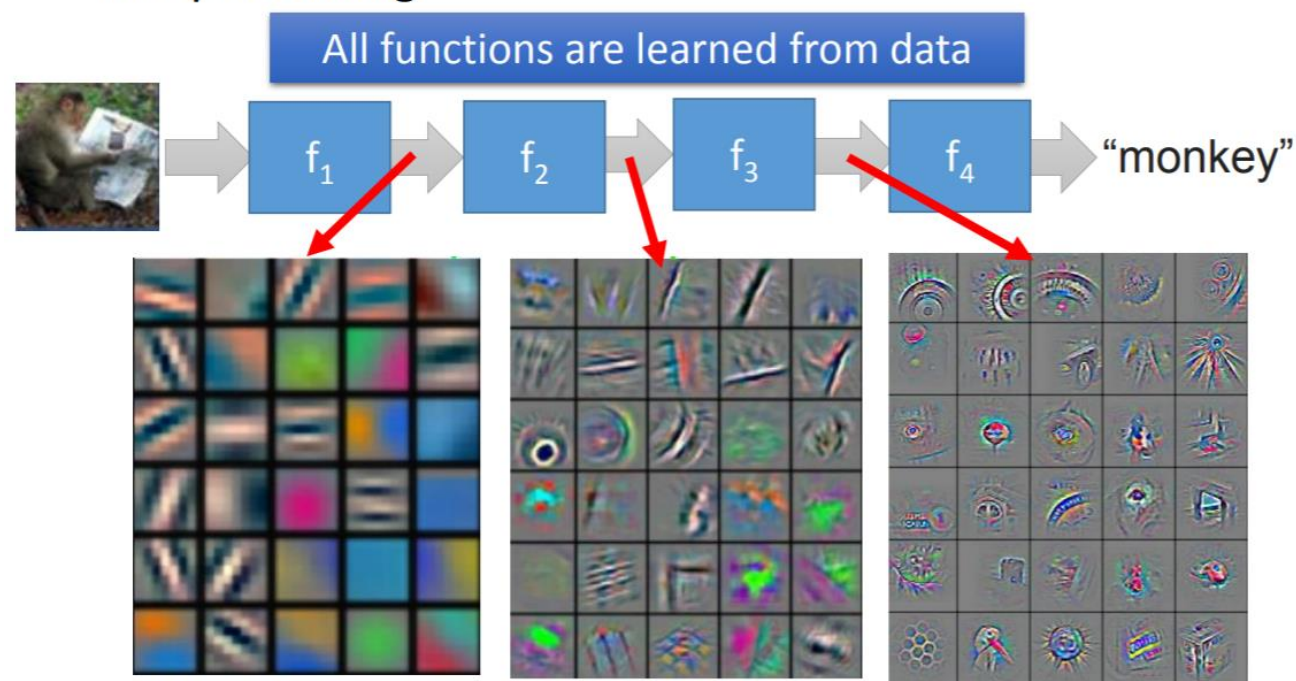 All functions are learned from data
f1 f2 f3 f4 “monkey”